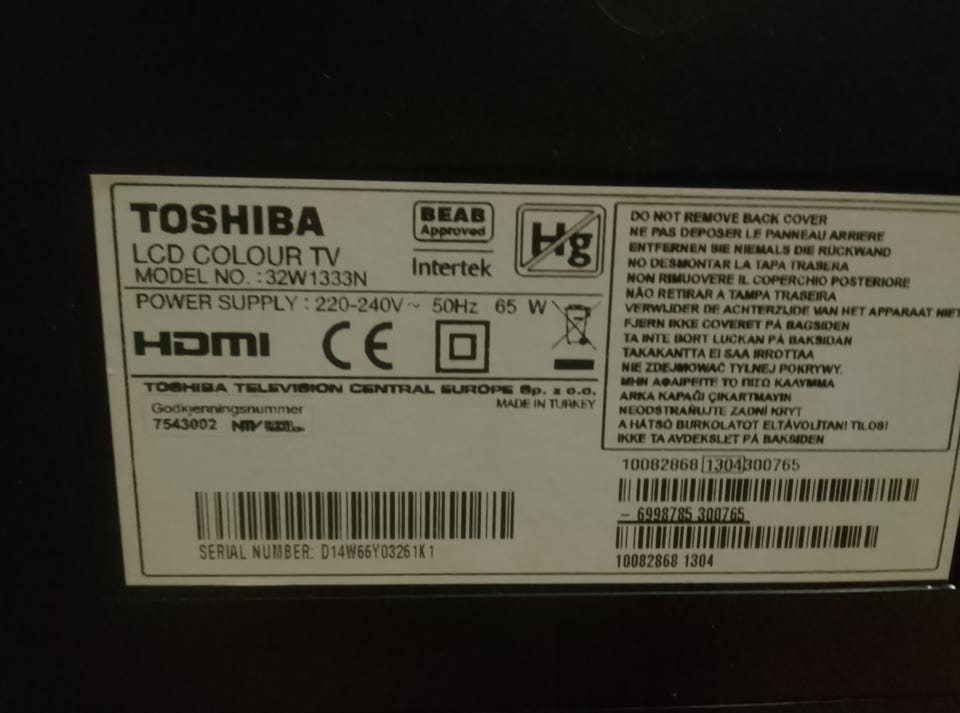 TOSHIBA
LCD COLOUR TV
MODEL NO. :32W1333N
BEAB
Approved
Intertek
Hg
POWER SUPPLY : 220-240V ~ 50Hz 65 W
HDMI CE
TOSHIBA TELEVISION CENTRAL EUROPE Sp. z o.o.
MADE IN TURKEY
Godkjenningsnummer
7543002 NTV
SERIAL NUMBER: D14W66Y03261K1
DO NOT REMOVE BACK COVER
NE PAS DEPOSER LE PANNEAU ARRIERE
ENTFERNEN SIE NIEMALS DIE RÜCKWAND
NO DESMONTAR LA TAPA TRASERA
NON RIMUOVERE IL COPERCHIO POSTERIORE
NÃO RETIRAR A TAMPA TRASEIRA
VERWIJDER DE ACHTERZIJDE VAN HET APPARAAT NIET
FJERN IKKE COVERET PÅ BAGSIDEN
TA INTE BORT LUCKAN PÅ BAKSIDAN
TAKAKANTTA EI SAA IRROTTAA
NIE ZDEJMOWAĆ TYLNEJ POKRYWY.
ΜΗΝ ΑΦΑΙΡΕΙΤΕ ΤΟ ΠΙΣΩ ΚΑΛΥΜΜΑ
ARKA KAPAĞI ÇIKARTMAYIN
NEODSTRAŇUJTE ZADNÍ KRYT
A HÁTSÓ BURKOLATOT ELTÁVOLÍTANI TILOS!
IKKE TA AVDEKSLET PÅ BAKSIDEN
10082868 1304300765
- 6998785 300765
10082868 1304